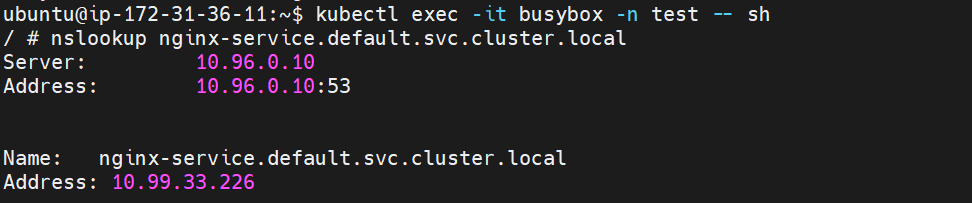 ubuntu@ip-172-31-36-11:~$ kubectl exec -it busybox -n test -- sh
/ # nslookup nginx-service.default.svc.cluster.local
Server:         10.96.0.10
Address:        10.96.0.10:53
Name:   nginx-service.default.svc.cluster.local
Address: 10.99.33.226